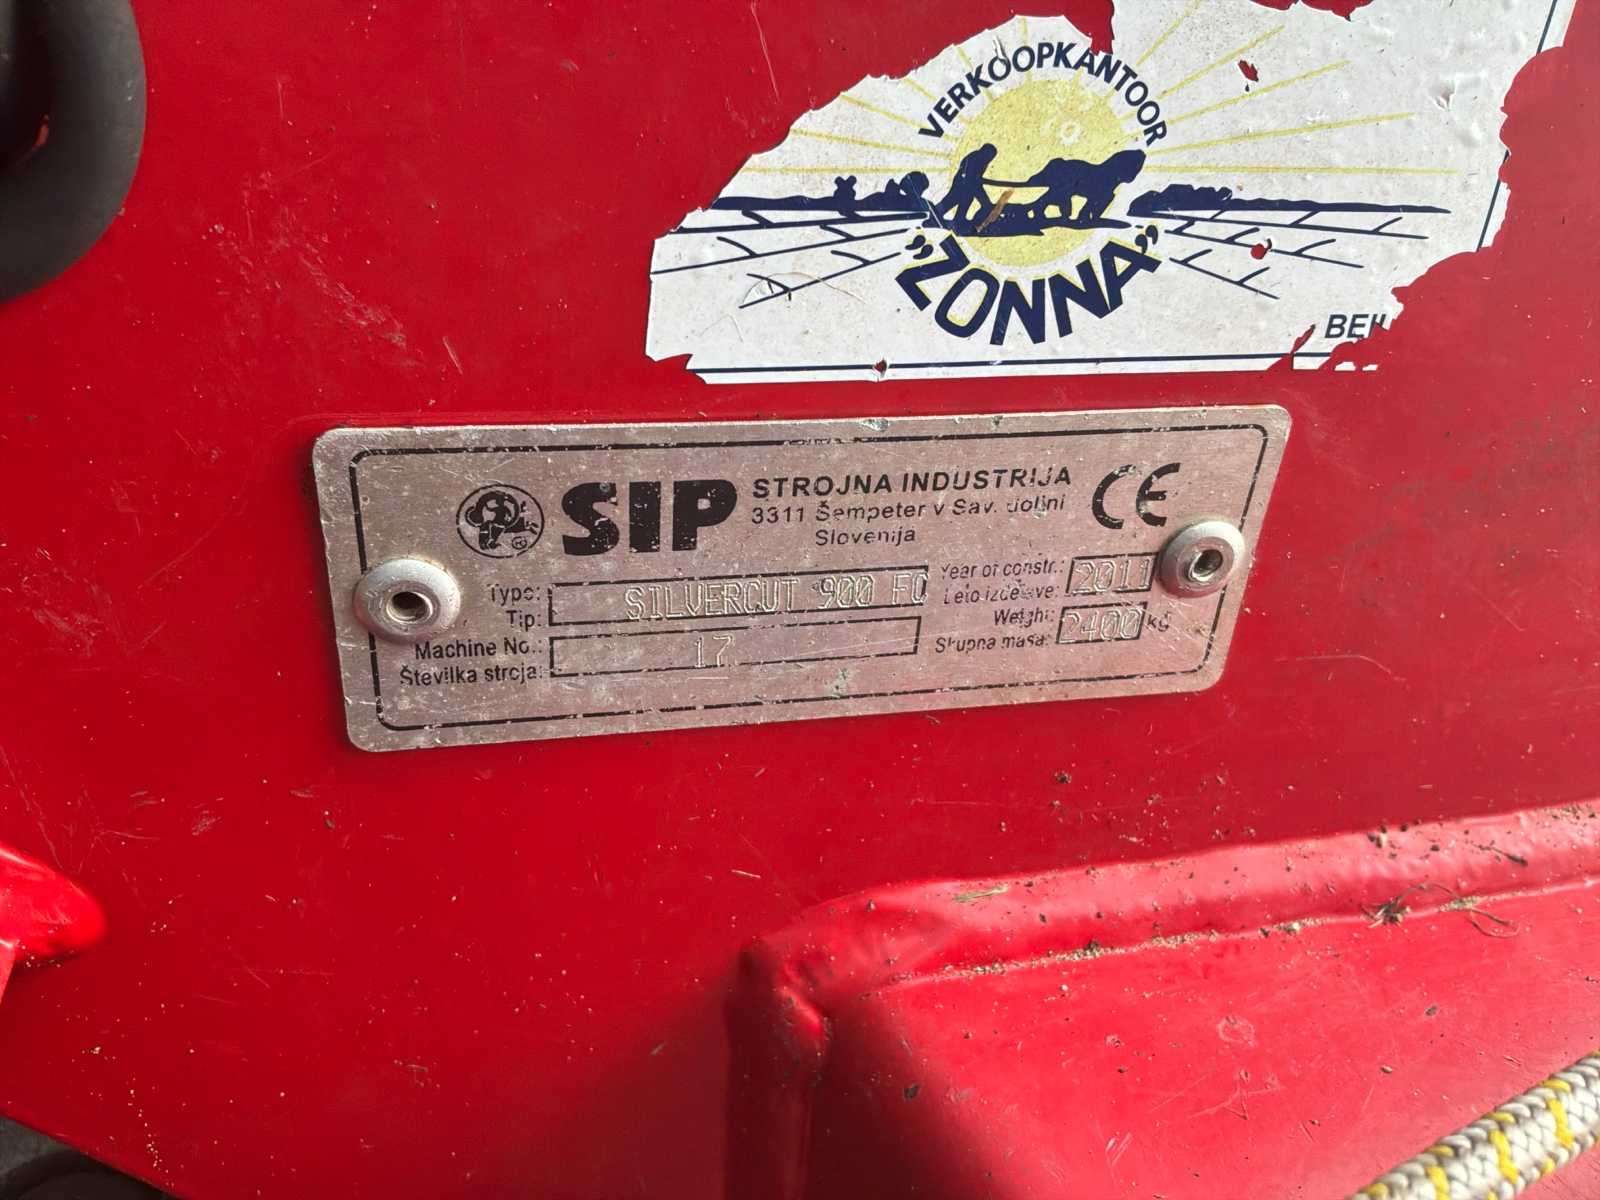 VERKOOPKANTOOR
"ZONNA"
BEIL
SIP
STROJNA INDUSTRIJA
3311 Šempeter v Sav. dolini
Slovenija
CE
Type:
Tip:
SILVERCUT 900 FC
Year of constr.:
Leto izdelave:
2011
Machine No.:
Številka stroja:
17
Weight:
Skupna masa:
2400 kg